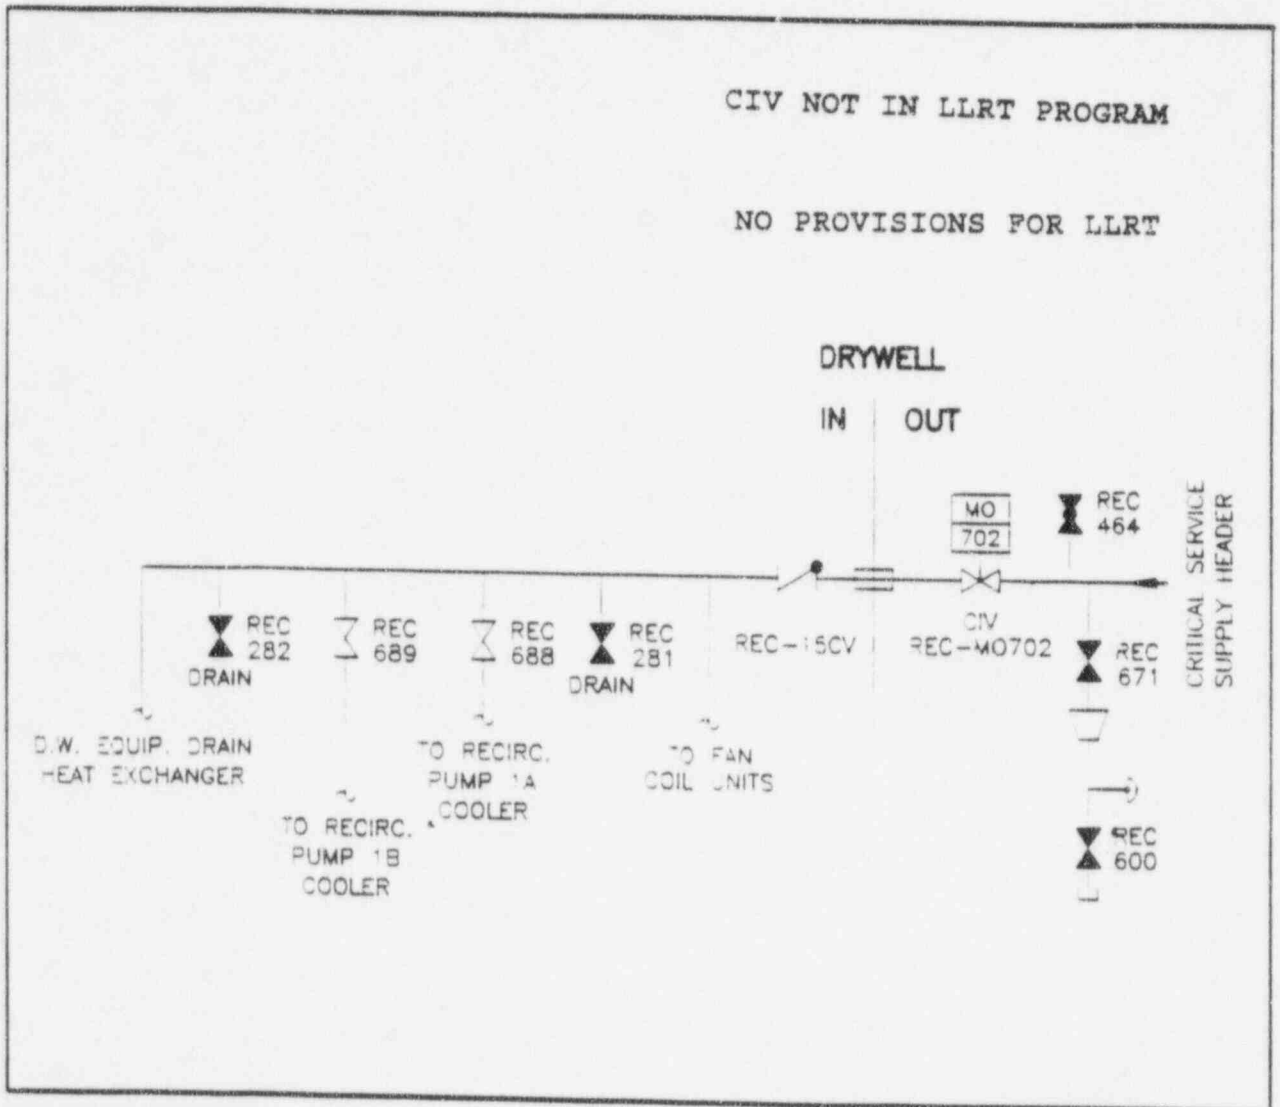 CIV NOT IN LLRT PROGRAM
NO PROVISIONS FOR LLRT
DRYWELL
IN OUT
MO
702
REC
464
CRITICAL SERVICE
SUPPLY HEADER
REC
282
DRAIN
REC
689
REC
688
REC
281
DRAIN
REC-15CV
CIV
REC-MO702
REC
671
D.W. EQUIP. DRAIN
HEAT EXCHANGER
TO RECIRC.
PUMP 1B
COOLER
TO RECIRC.
PUMP 1A
COOLER
TO FAN
COIL UNITS
REC
600